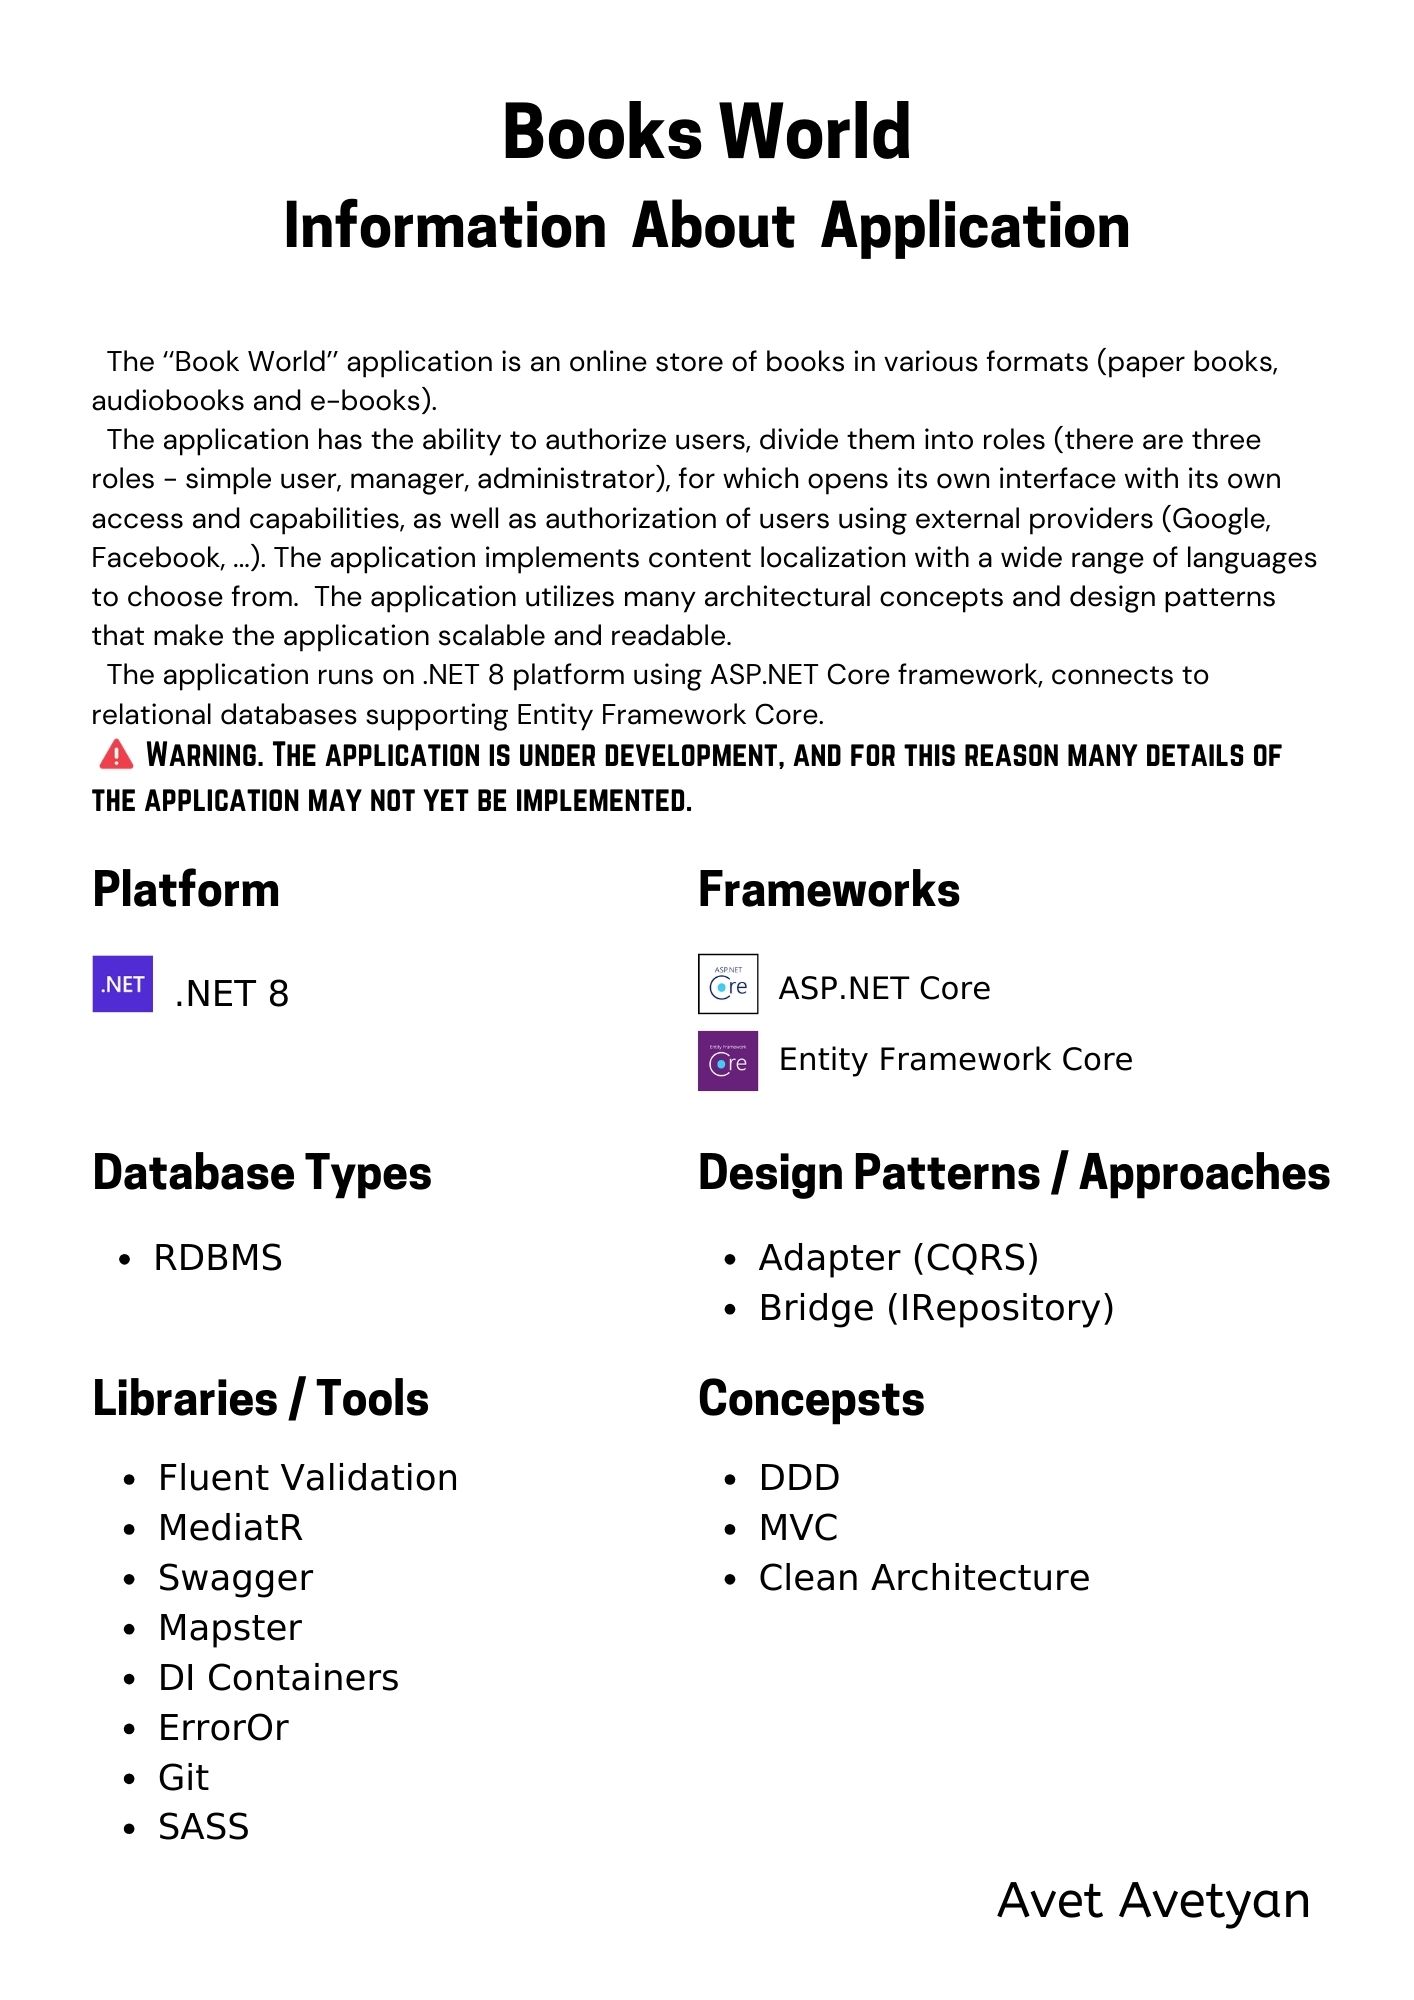 Books World
Information About Application
The “Book World” application is an online store of books in various formats (paper books,
audiobooks and e-books).
The application has the ability to authorize users, divide them into roles (there are three
roles - simple user, manager, administrator), for which opens its own interface with its own
access and capabilities, as well as authorization of users using external providers (Google,
Facebook, ...). The application implements content localization with a wide range of languages
to choose from. The application utilizes many architectural concepts and design patterns
that make the application scalable and readable.
The application runs on .NET 8 platform using ASP.NET Core framework, connects to
relational databases supporting Entity Framework Core.
Warning. The application is under development, and for this reason many details of
the application may not yet be implemented.
Platform
.NET
.NET 8
Frameworks
ASP.NET
Core
ASP.NET Core
Entity Framework
Core
Entity Framework Core
Database Types
• RDBMS
Design Patterns / Approaches
• Adapter (CQRS)
• Bridge (IRepository)
Libraries / Tools
• Fluent Validation
• MediatR
• Swagger
• Mapster
• DI Containers
• ErrorOr
• Git
• SASS
Concepsts
• DDD
• MVC
• Clean Architecture
Avet Avetyan